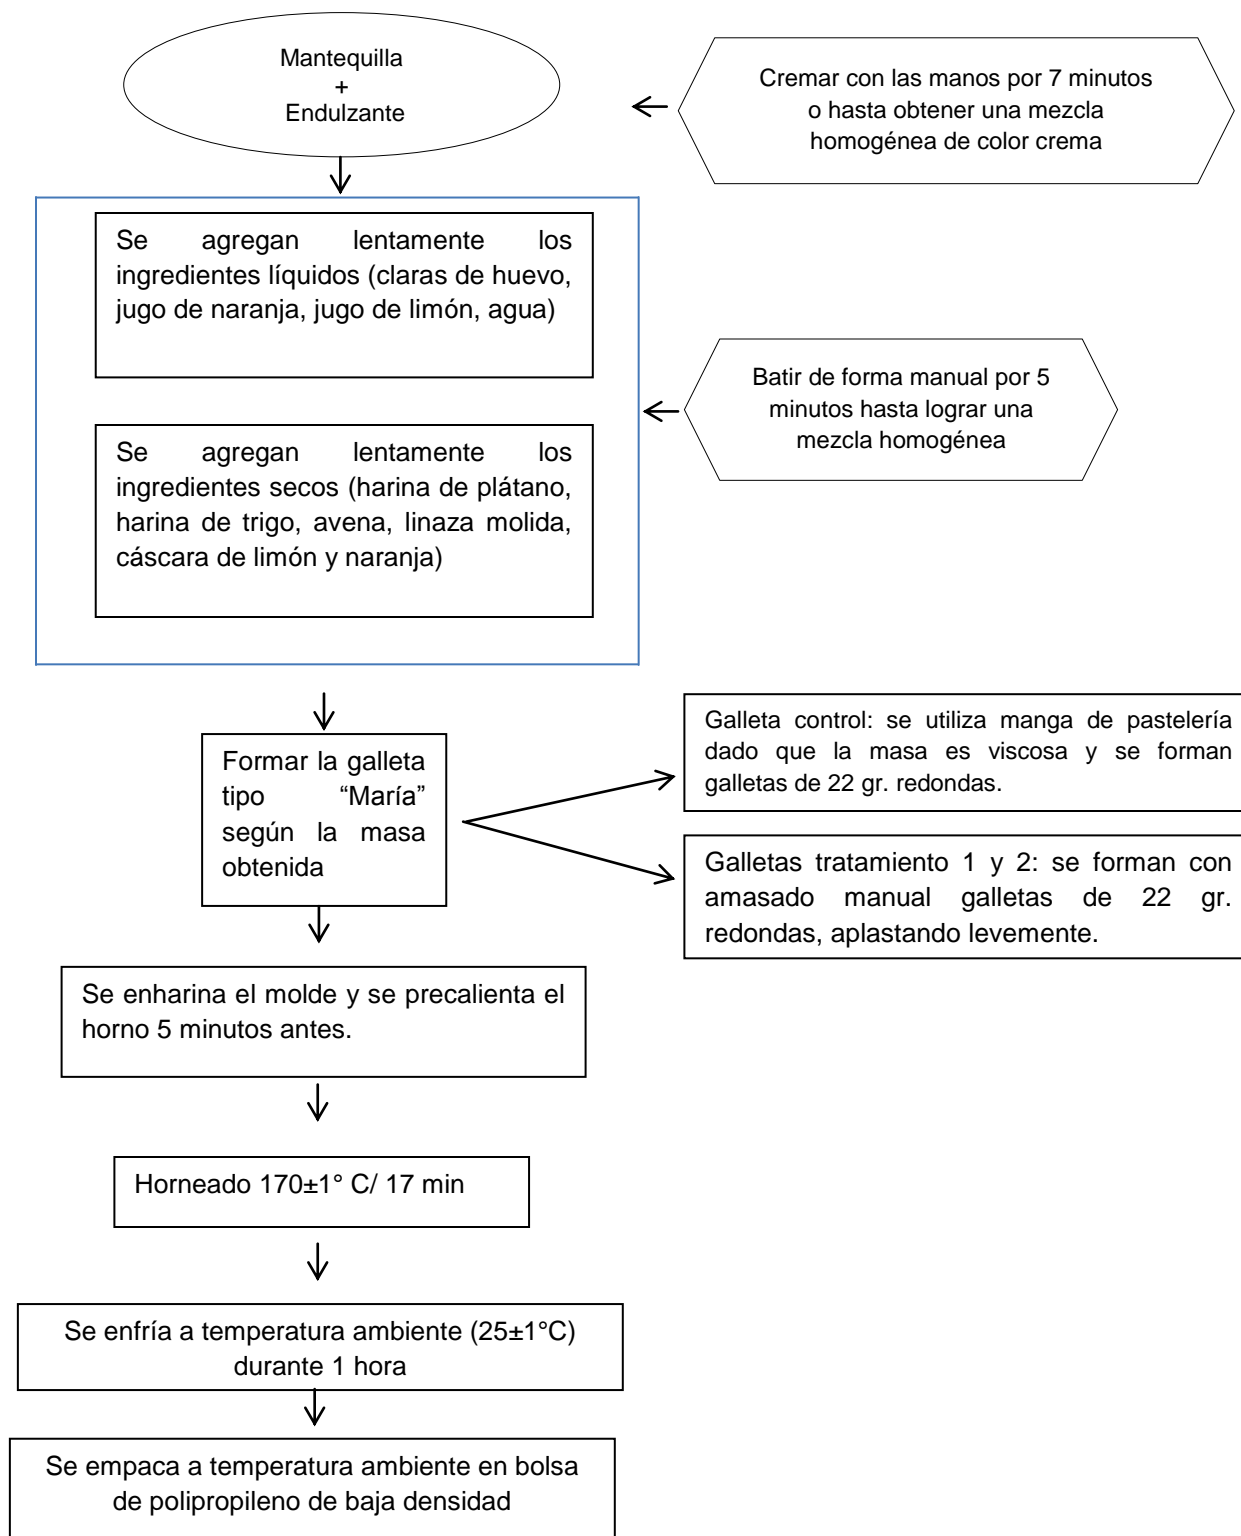 Mantequilla
+
Endulzante
Cremar con las manos por 7 minutos
o hasta obtener una mezcla
homogénea de color crema
Se agregan lentamente los
ingredientes líquidos (claras de huevo,
jugo de naranja, jugo de limón, agua)
Batir de forma manual por 5
minutos hasta lograr una
mezcla homogénea
Se agregan lentamente los
ingredientes secos (harina de plátano,
harina de trigo, avena, linaza molida,
cáscara de limón y naranja)
Formar la galleta
tipo “María”
según la masa
obtenida
Galleta control: se utiliza manga de pastelería
dado que la masa es viscosa y se forman
galletas de 22 gr. redondas.
Galletas tratamiento 1 y 2: se forman con
amasado manual galletas de 22 gr.
redondas, aplastando levemente.
Se enharina el molde y se precalienta el
horno 5 minutos antes.
Horneado 170±1° C/ 17 min
Se enfría a temperatura ambiente (25±1°C)
durante 1 hora
Se empaca a temperatura ambiente en bolsa
de polipropileno de baja densidad